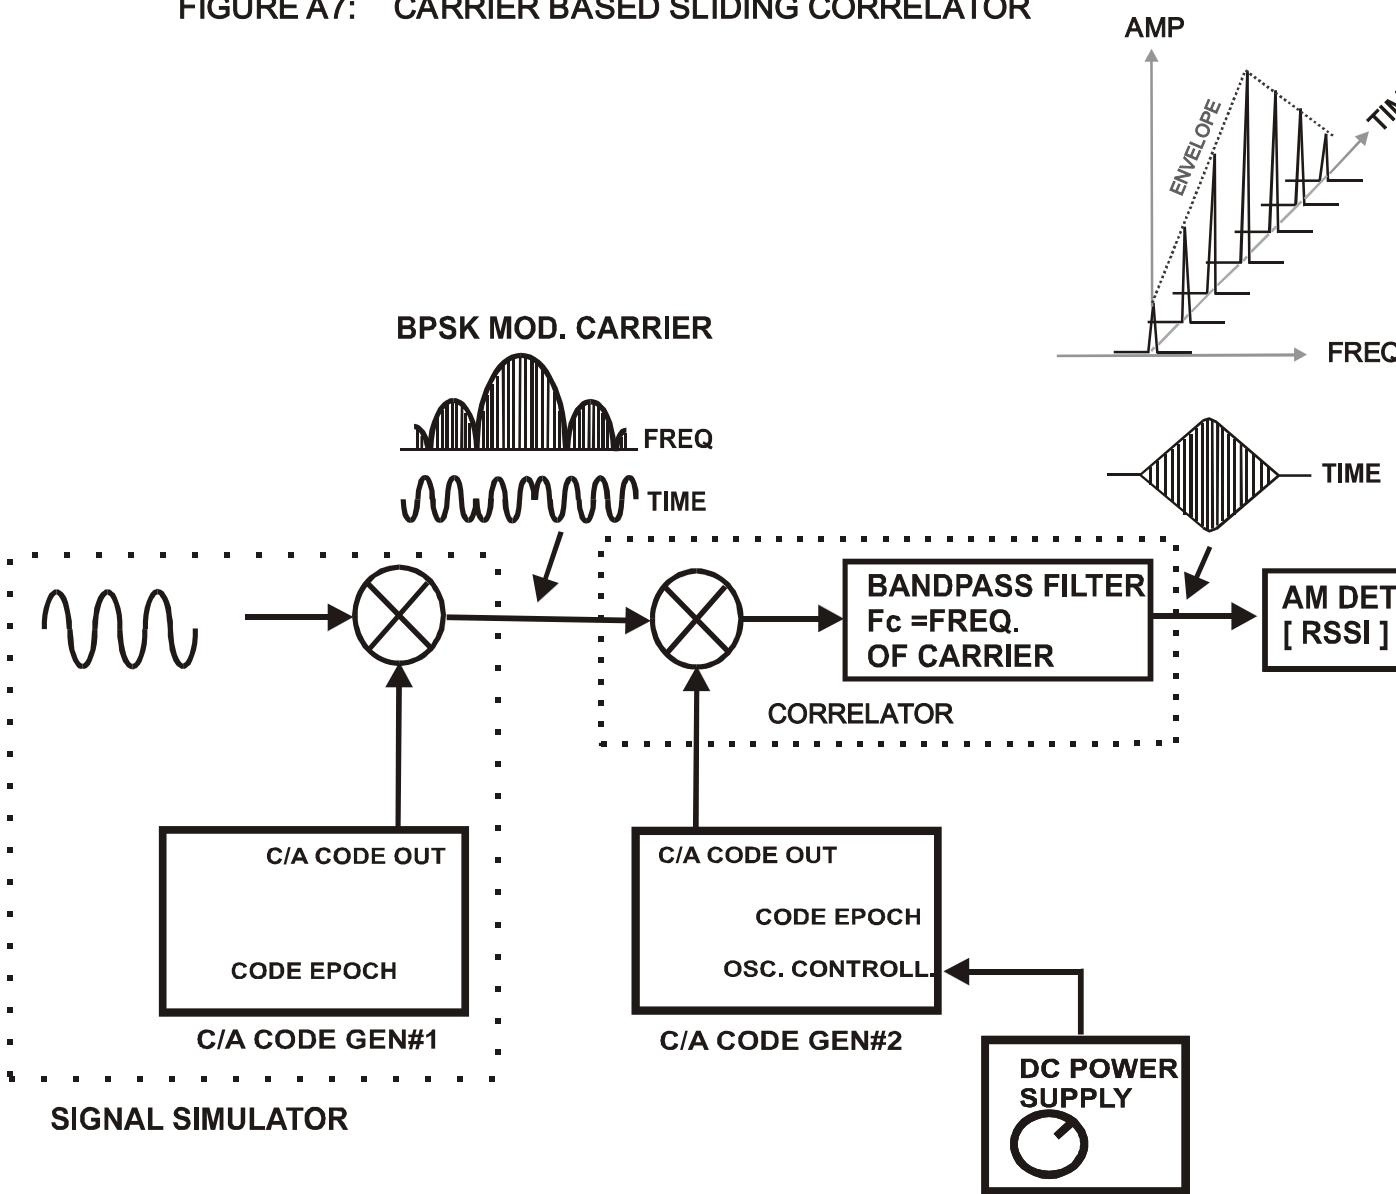 FIGURE A7: CARRIER BASED SLIDING CORRELATOR
AMP
ENVELOPE
FREQ
BPSK MOD. CARRIER
FREQ
TIME
TIME
BANDPASS FILTER
Fc =FREQ.
OF CARRIER
AM DET
[ RSSI ]
CORRELATOR
C/A CODE OUT
CODE EPOCH
C/A CODE GEN#1
C/A CODE OUT
CODE EPOCH
OSC. CONTROLL.
C/A CODE GEN#2
DC POWER
SUPPLY
SIGNAL SIMULATOR